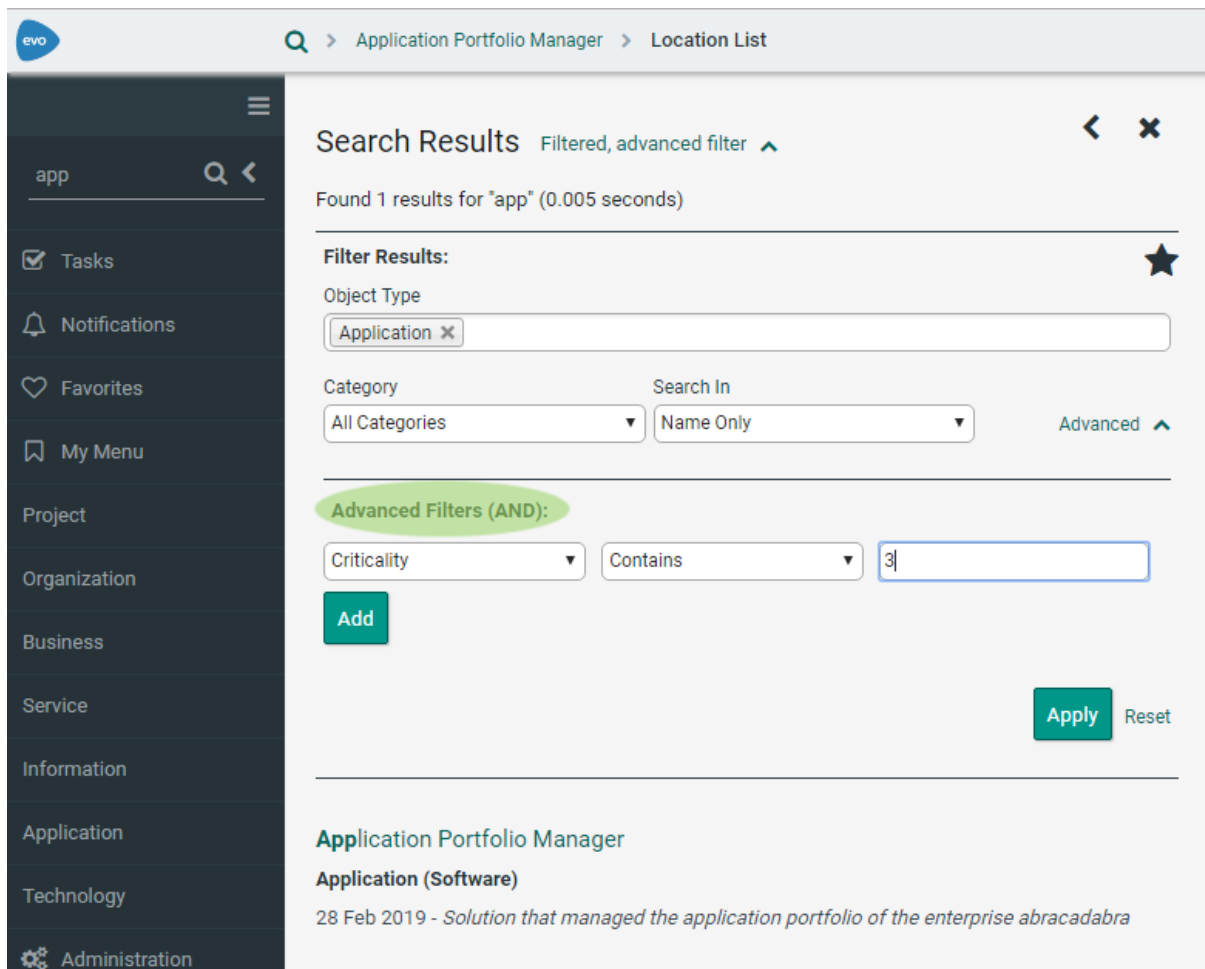 evo
> Application Portfolio Manager > Location List
app
Tasks
Notifications
Favorites
My Menu
Project
Organization
Business
Service
Information
Application
Technology
Administration
Search Results Filtered, advanced filter
Found 1 results for "app" (0.005 seconds)
Filter Results:
Object Type
Application ×
Category Search In
All Categories Name Only Advanced
Advanced Filters (AND):
Criticality Contains 3
Add
Apply Reset
Application Portfolio Manager
Application (Software)
28 Feb 2019 - Solution that managed the application portfolio of the enterprise abracadabra